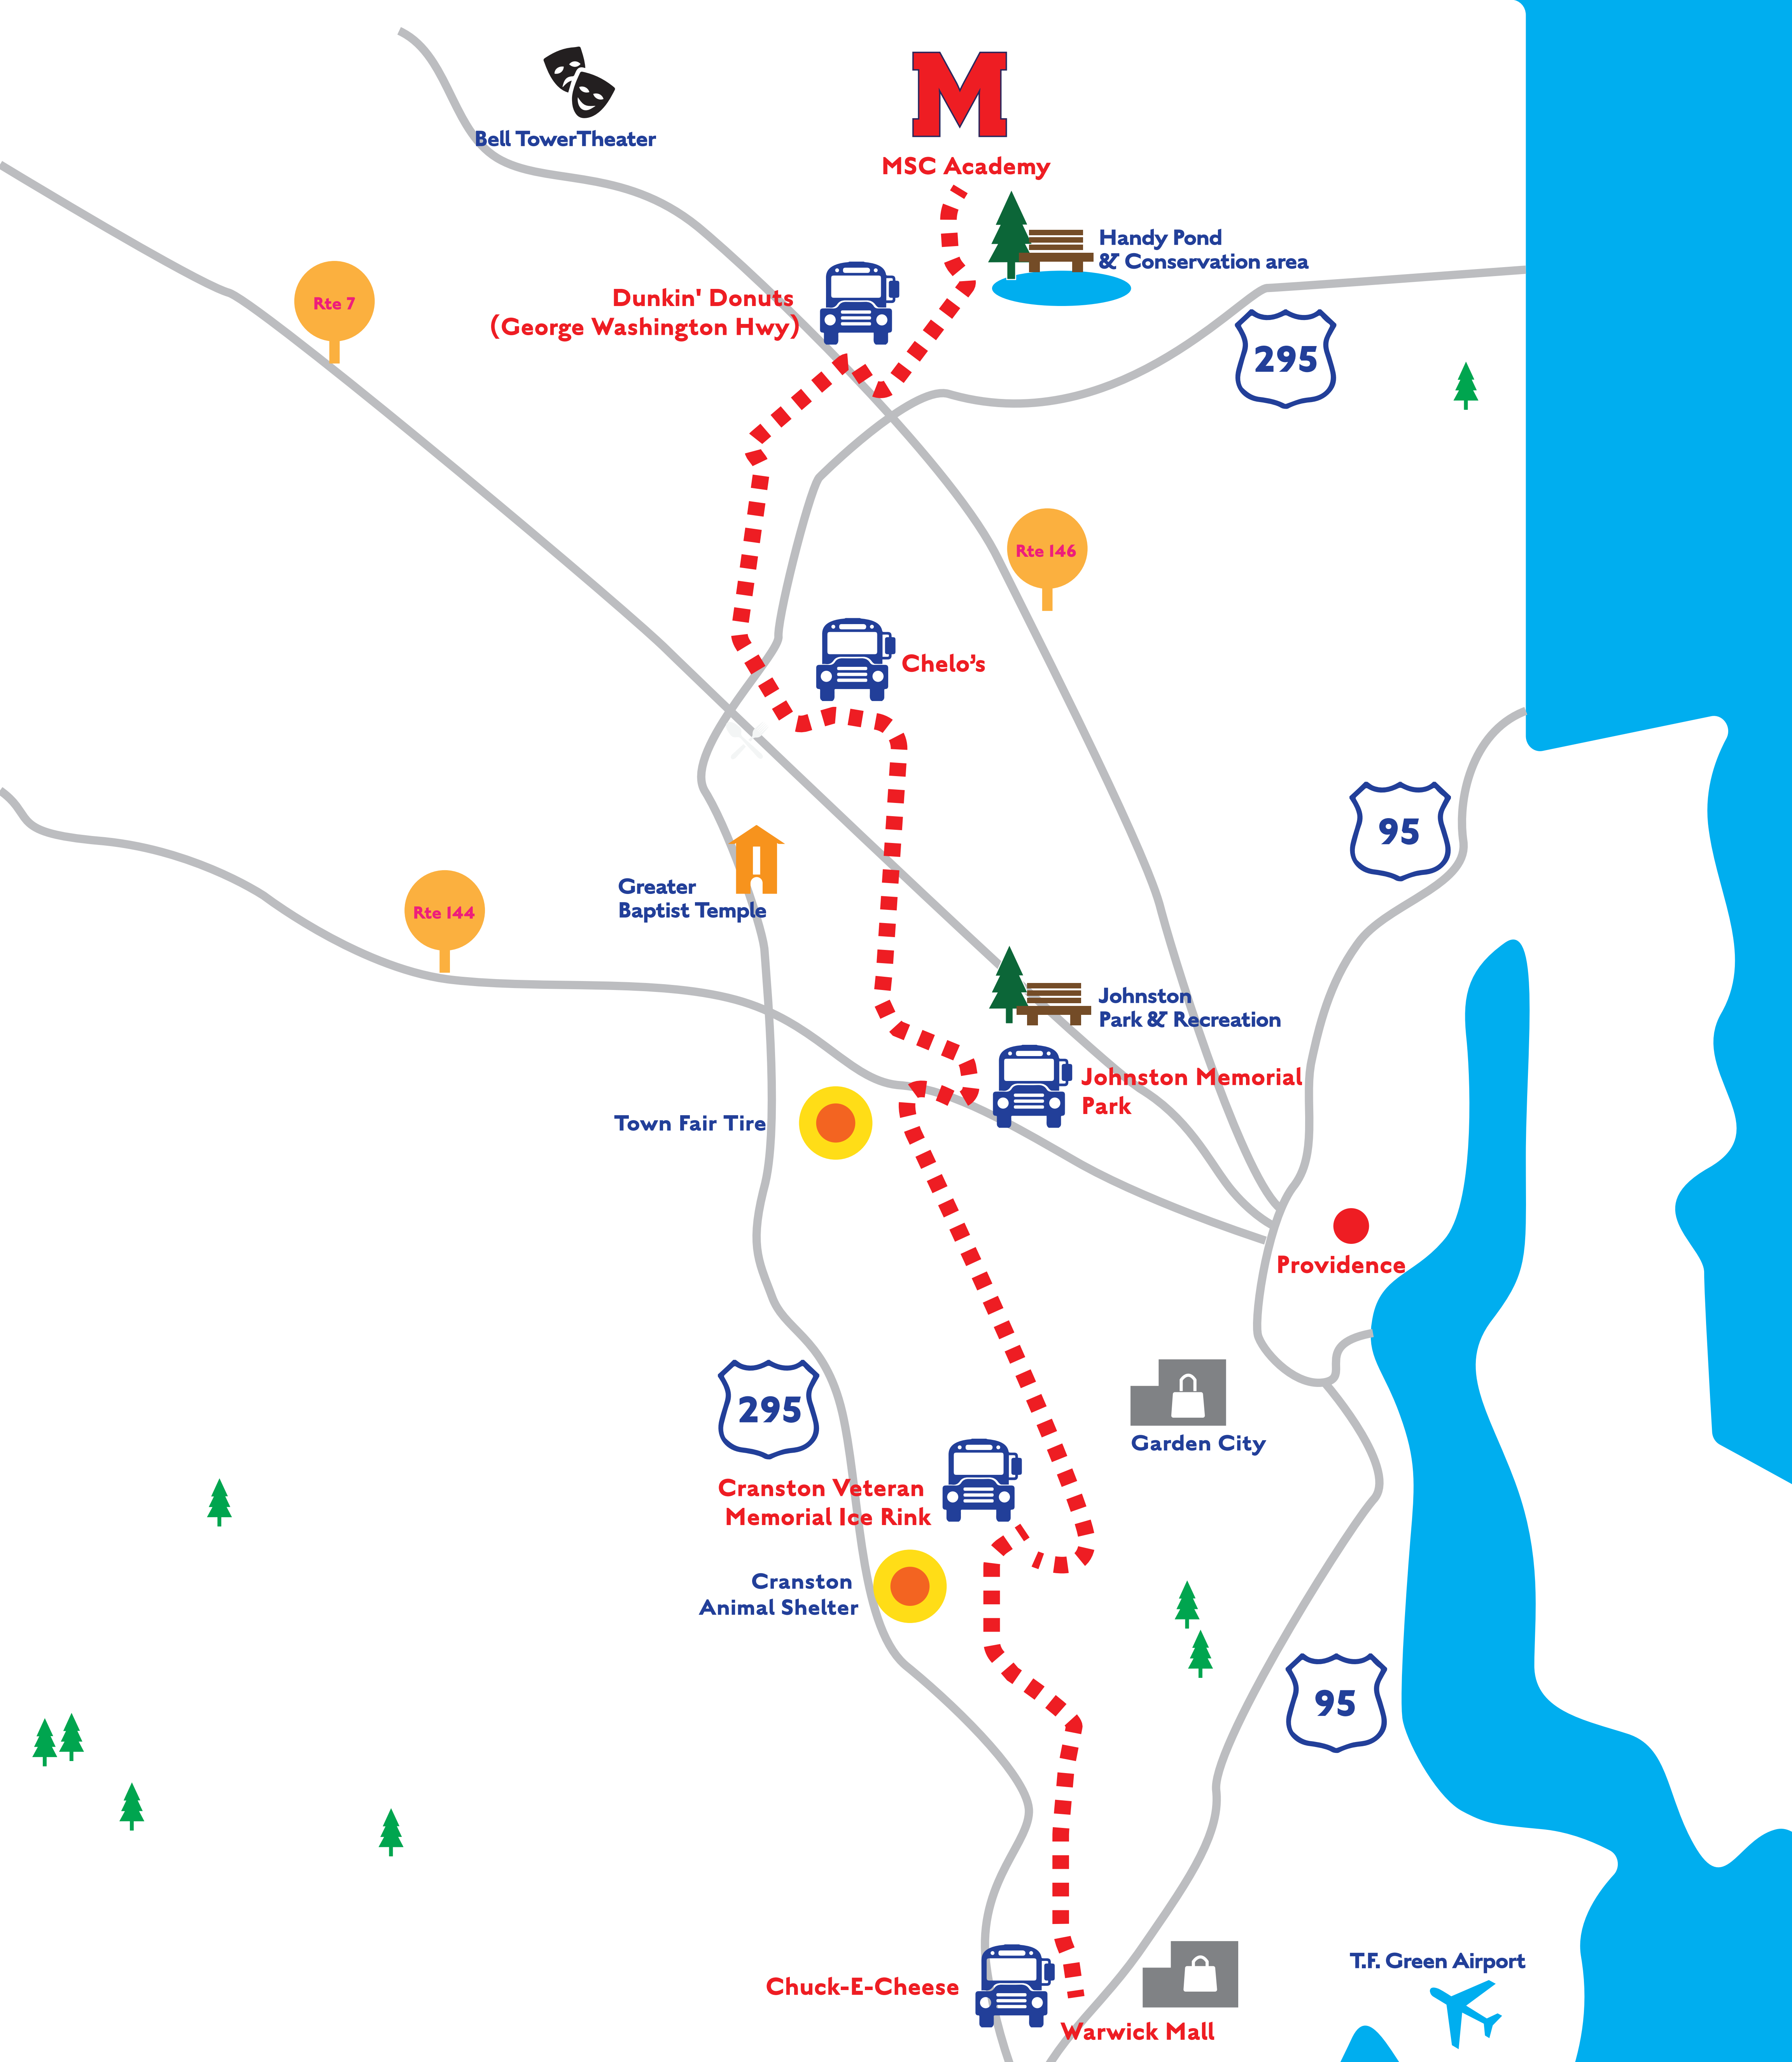 M
MSC Academy
Bell TowerTheater
Handy Pond
& Conservation area
Dunkin' Donuts
(George Washington Hwy)
Rte 7
295
Rte 146
Chelo’s
95
Greater
Baptist Temple
Rte 144
Johnston
Park & Recreation
Johnston Memorial
Park
Town Fair Tire
Providence
295
Garden City
Cranston Veteran
Memorial Ice Rink
Cranston
Animal Shelter
95
T.F. Green Airport
Chuck-E-Cheese
Warwick Mall